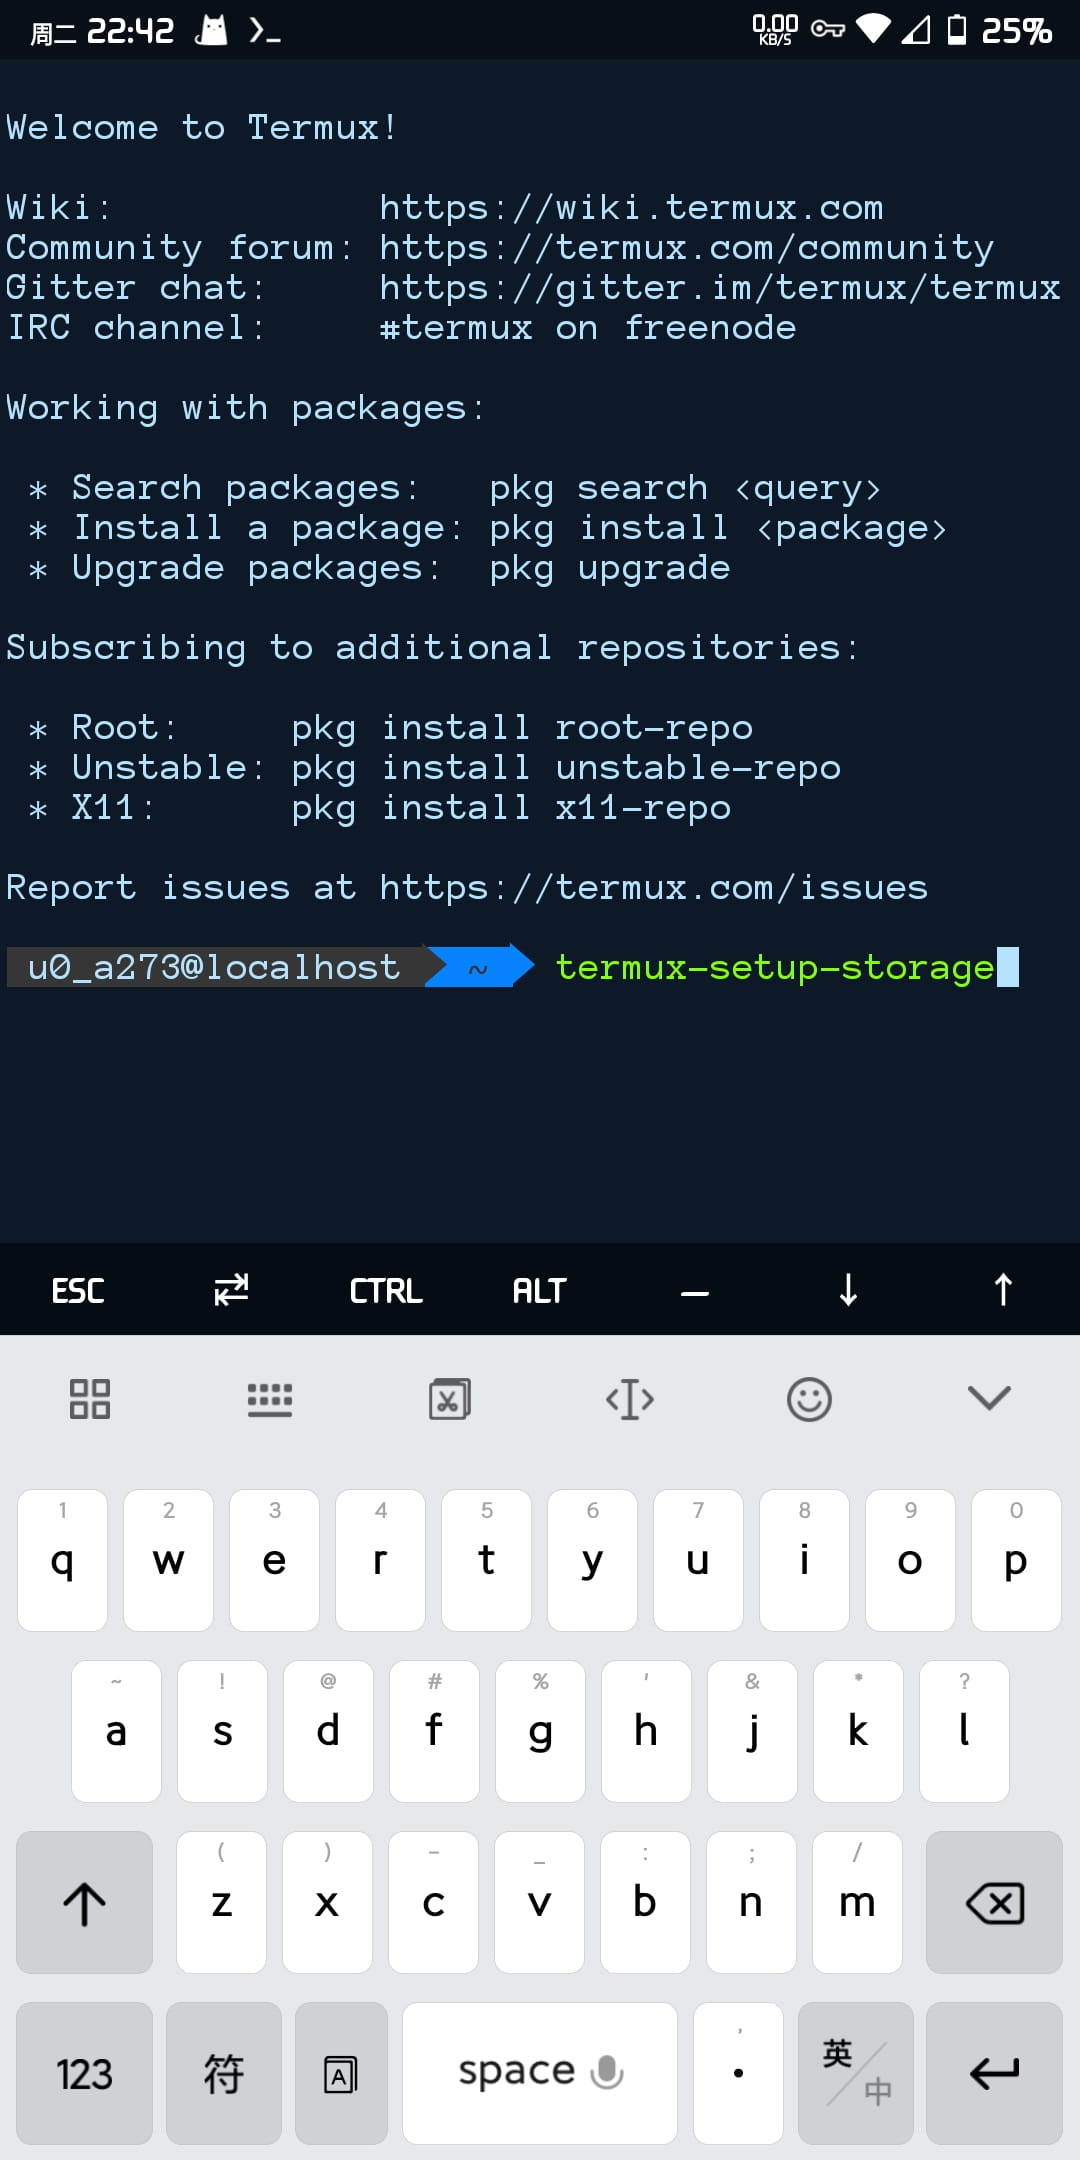 周二 22:42 0.00 KB/S 25%
Welcome to Termux!
Wiki: https://wiki.termux.com
Community forum: https://termux.com/community
Gitter chat: https://gitter.im/termux/termux
IRC channel: #termux on freenode
Working with packages:
* Search packages: pkg search <query>
* Install a package: pkg install <package>
* Upgrade packages: pkg upgrade
Subscribing to additional repositories:
* Root: pkg install root-repo
* Unstable: pkg install unstable-repo
* X11: pkg install x11-repo
Report issues at https://termux.com/issues
u0_a273@localhost ~ termux-setup-storage
ESC ⇄ CTRL ALT — ↓ ↑
1 2 3 4 5 6 7 8 9 0
q w e r t y u i o p
~ ! @ # % ' & * ?
a s d f g h j k l
( ) - _ : ; /
z x c v b n m
123 符 A space , . 英/中